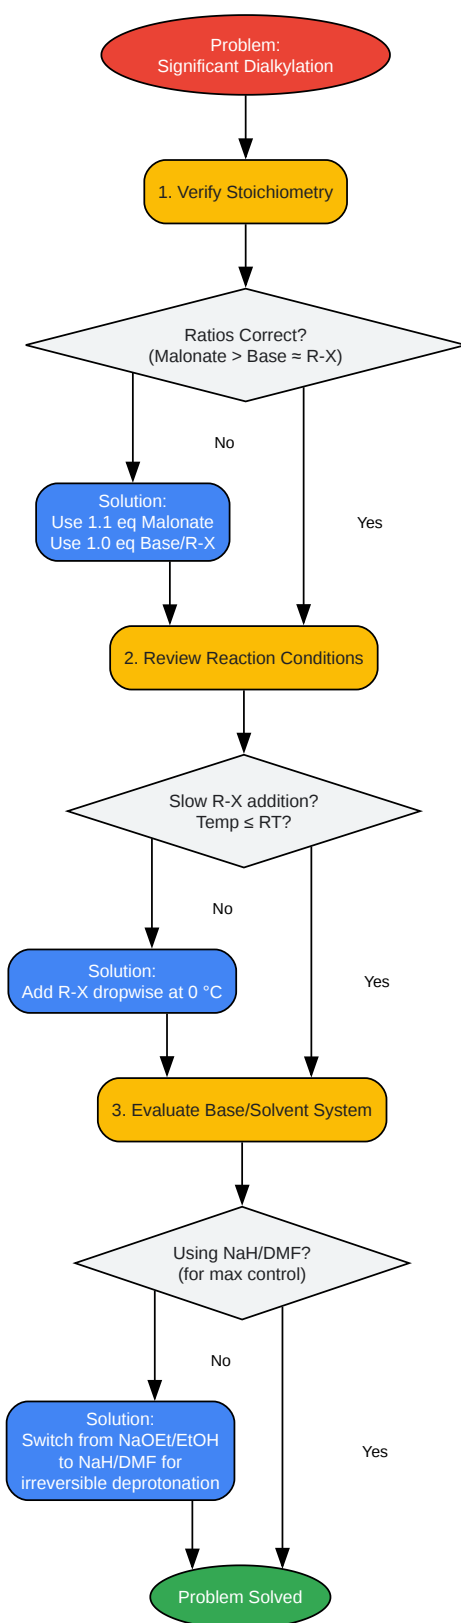 Problem:
Significant Dialkylation
1. Verify Stoichiometry
Ratios Correct?
(Malonate > Base ≈ R-X)
No
Solution:
Use 1.1 eq Malonate
Use 1.0 eq Base/R-X
Yes
2. Review Reaction Conditions
Slow R-X addition?
Temp ≤ RT?
No
Solution:
Add R-X dropwise at 0 °C
Yes
3. Evaluate Base/Solvent System
Using NaH/DMF?
(for max control)
No
Solution:
Switch from NaOEt/EtOH
to NaH/DMF for
irreversible deprotonation
Yes
Problem Solved